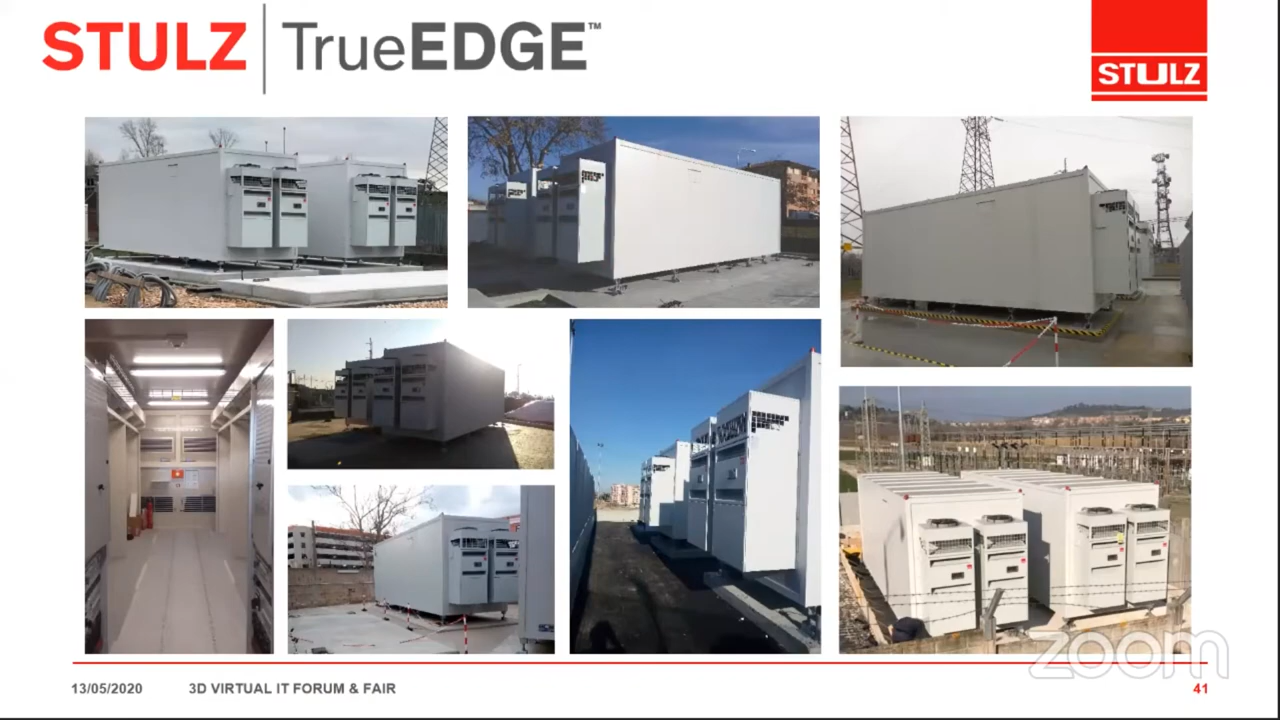 STULZ TrueEDGE™
STULZ
zoom
13/05/2020 3D VIRTUAL IT FORUM & FAIR 41